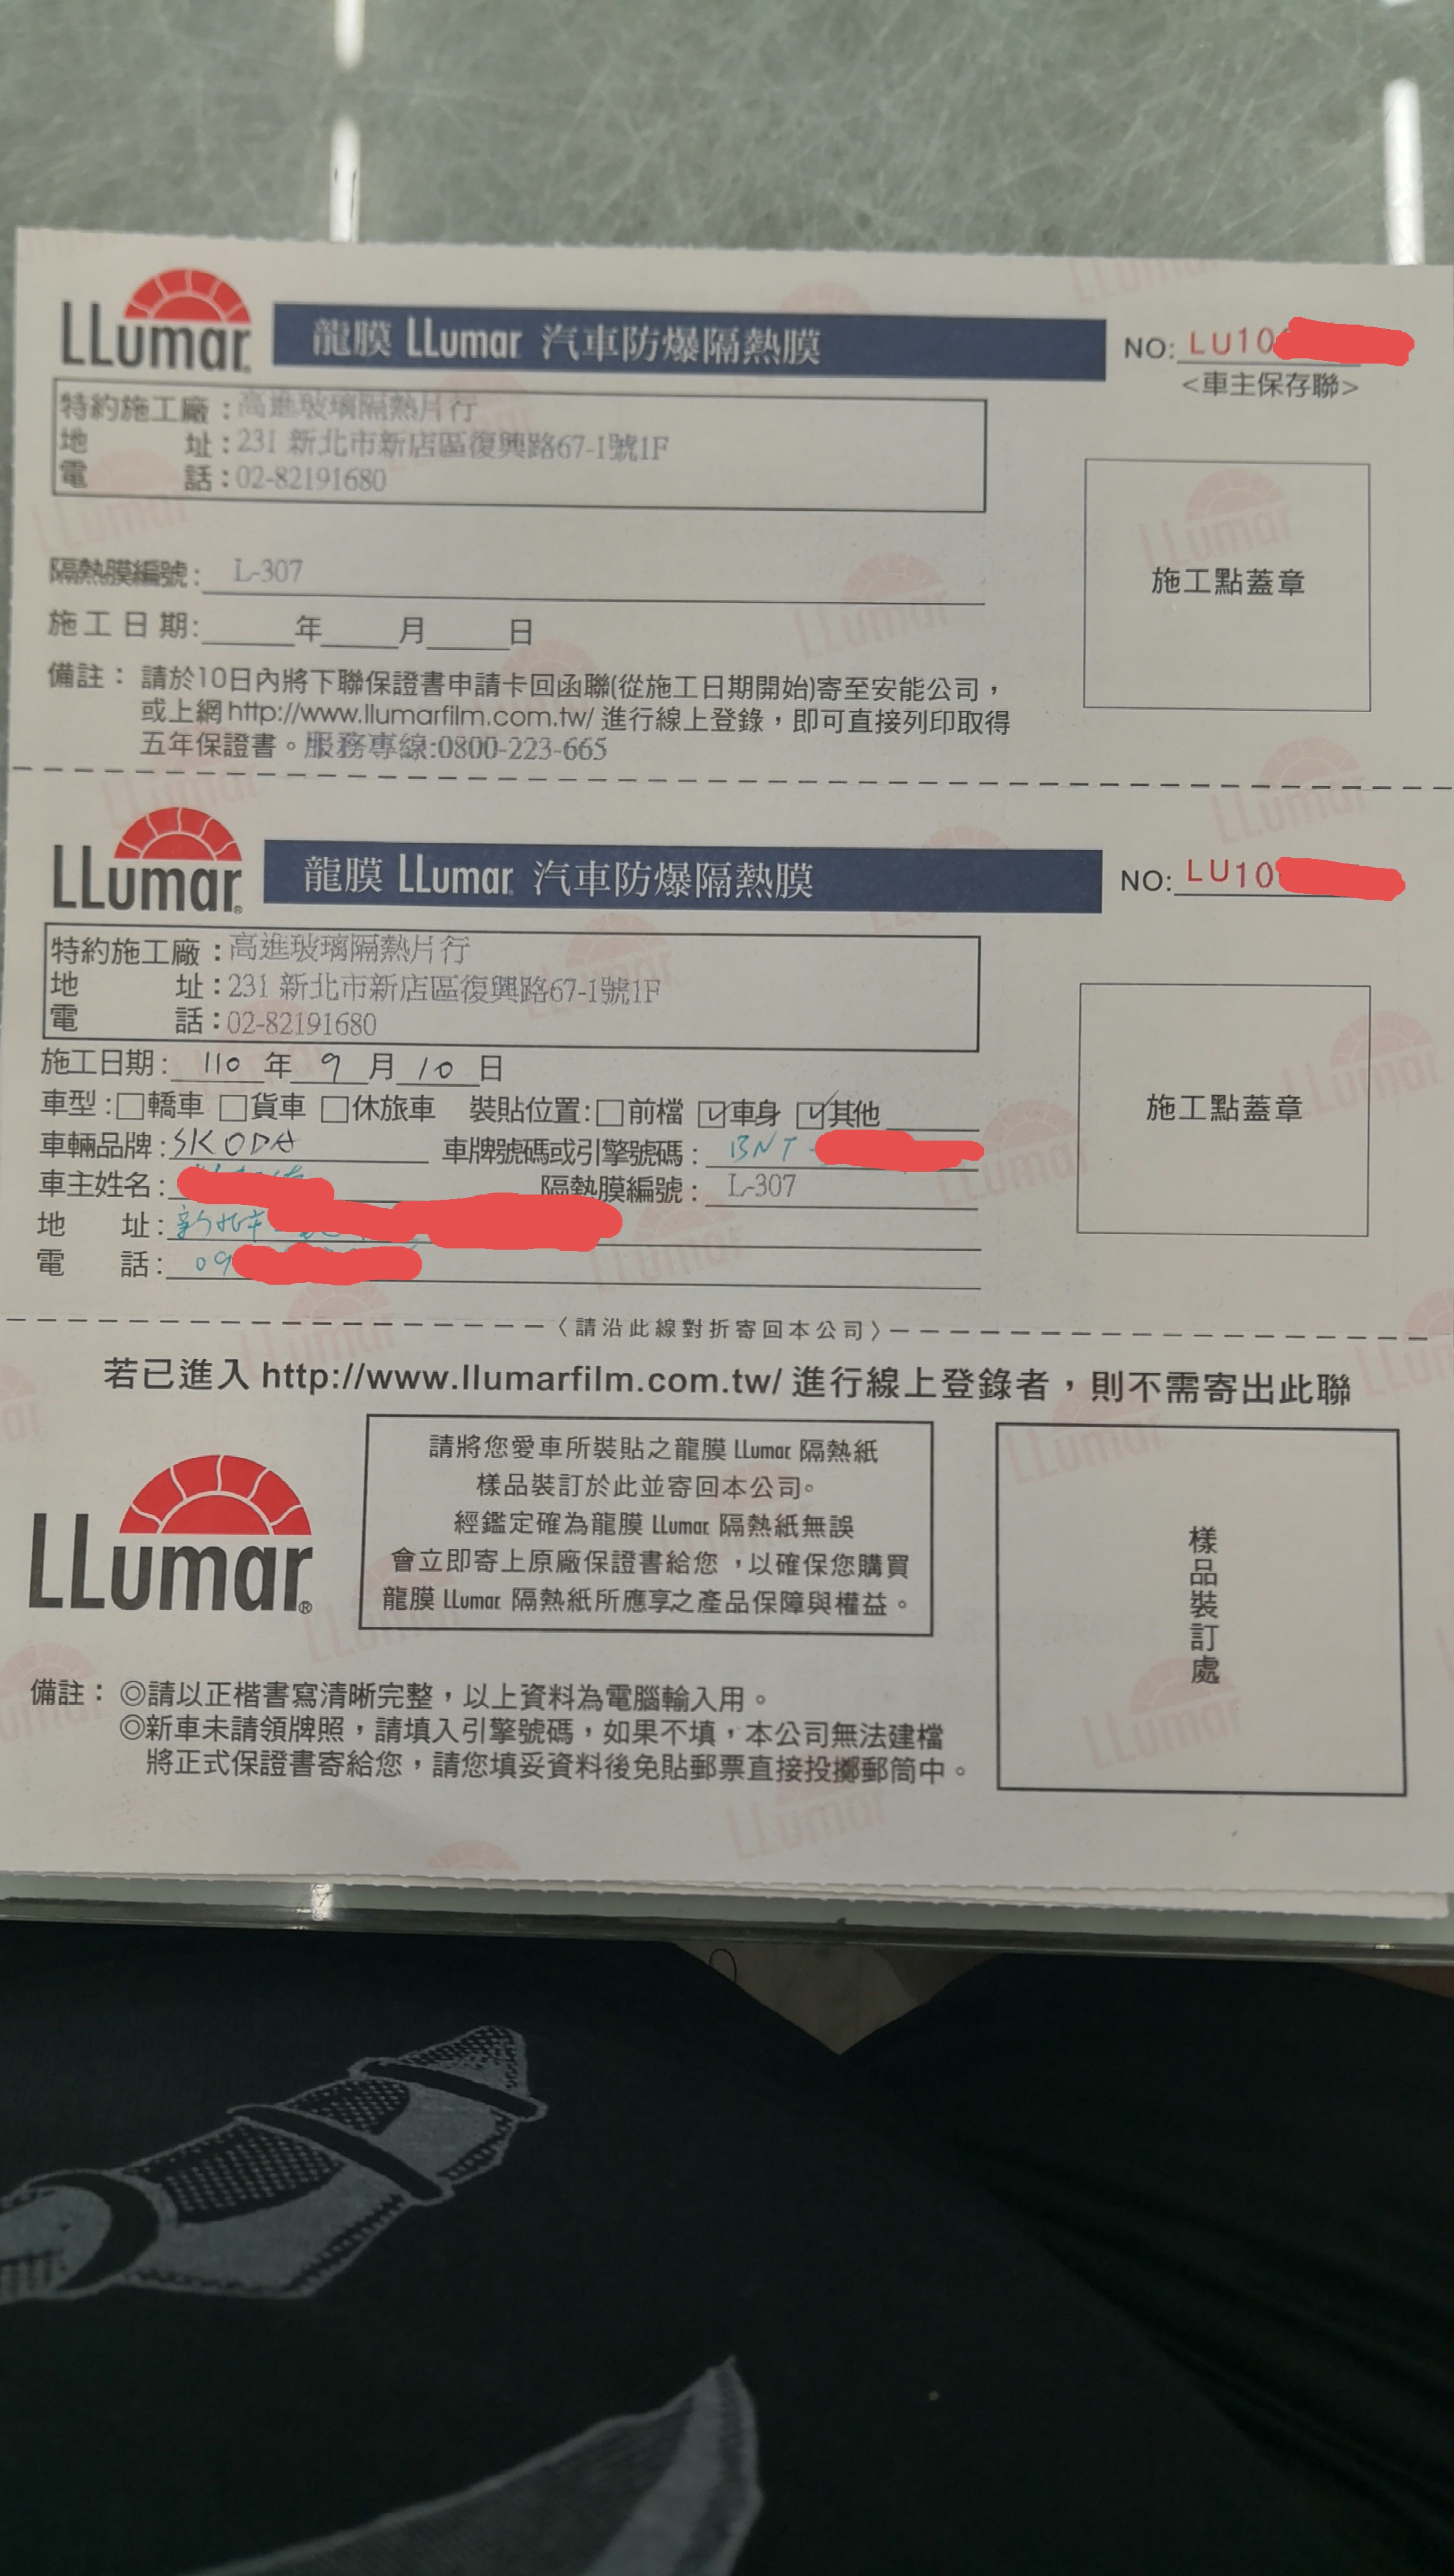 LLumar
龍膜 LLumar 汽車防爆隔熱膜
NO: LU10
<車主保存聯>
特約施工廠：高進玻璃隔熱片行
地址：231 新北市新店區復興路67-1號1F
電話：02-82191680
隔熱膜編號： L-307
施工日期： 年 月 日
施工點蓋章
備註：請於10日內將下聯保證書申請卡回函聯(從施工日期開始)寄至安能公司，
或上網http://www.llumarfilm.com.tw/ 進行線上登錄，即可直接列印取得
五年保證書。服務專線:0800-223-665
LLumar
龍膜 LLumar 汽車防爆隔熱膜
NO: LU10
特約施工廠：高進玻璃隔熱片行
地址：231 新北市新店區復興路67-1號1F
電話：02-82191680
施工日期： 110 年 9 月 10 日
車型：□轎車 □貨車 □休旅車 裝貼位置：□前檔 ☑車身 ☑其他
車輛品牌：SKODA 車牌號碼或引擎號碼： BNT-
車主姓名： 隔熱膜編號： L-307
地址：新北市
電話： 09
施工點蓋章
〈請沿此線對折寄回本公司〉
若已進入 http://www.llumarfilm.com.tw/ 進行線上登錄者，則不需寄出此聯
LLumar®
請將您愛車所裝貼之龍膜 LLumar 隔熱紙
樣品裝訂於此並寄回本公司。
經鑑定確為龍膜 LLumar 隔熱紙無誤
會立即寄上原廠保證書給您，以確保您購買
龍膜 LLumar 隔熱紙所應享之產品保障與權益。
樣品裝訂處
備註：◎請以正楷書寫清晰完整，以上資料為電腦輸入用。
◎新車未請領牌照，請填入引擎號碼，如果不填，本公司無法建檔
將正式保證書寄給您，請您填妥資料後免貼郵票直接投擲郵筒中。